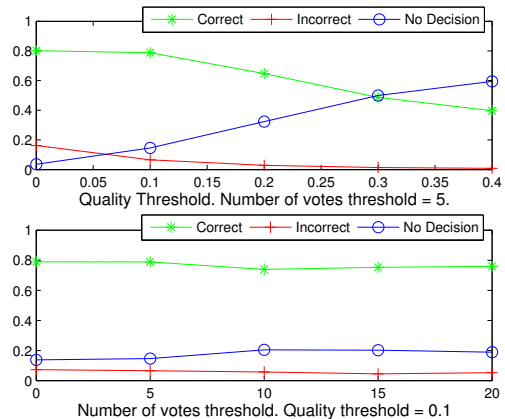 Correct Incorrect No Decision
1
0.8
0.6
0.4
0.2
0
0 0.05 0.1 0.15 0.2 0.25 0.3 0.35 0.4
Quality Threshold. Number of votes threshold = 5.
Correct Incorrect No Decision
1
0.8
0.6
0.4
0.2
0
0 5 10 15 20
Number of votes threshold. Quality threshold = 0.1